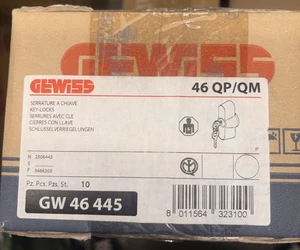 GEWISS
46 QP/QM
SERRATURE A CHIAVE
KEY-LOCKS
SERRURES AVEC CLE
CIERRES CON LLAVE
SCHLUSSELVERRIEGELUNGEN
Pz. Pcs. Pzs. St: 10
GW 46 445
8 011564 323100